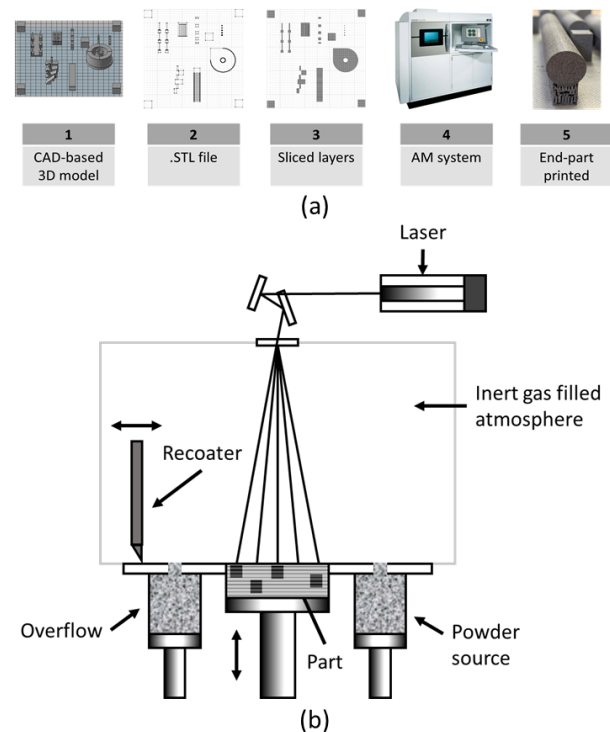 1
CAD-based
3D model
2
.STL file
3
Sliced layers
4
AM system
5
End-part
printed
(a)
Laser
Inert gas filled
atmosphere
Recoater
Overflow
Part
Powder
source
(b)